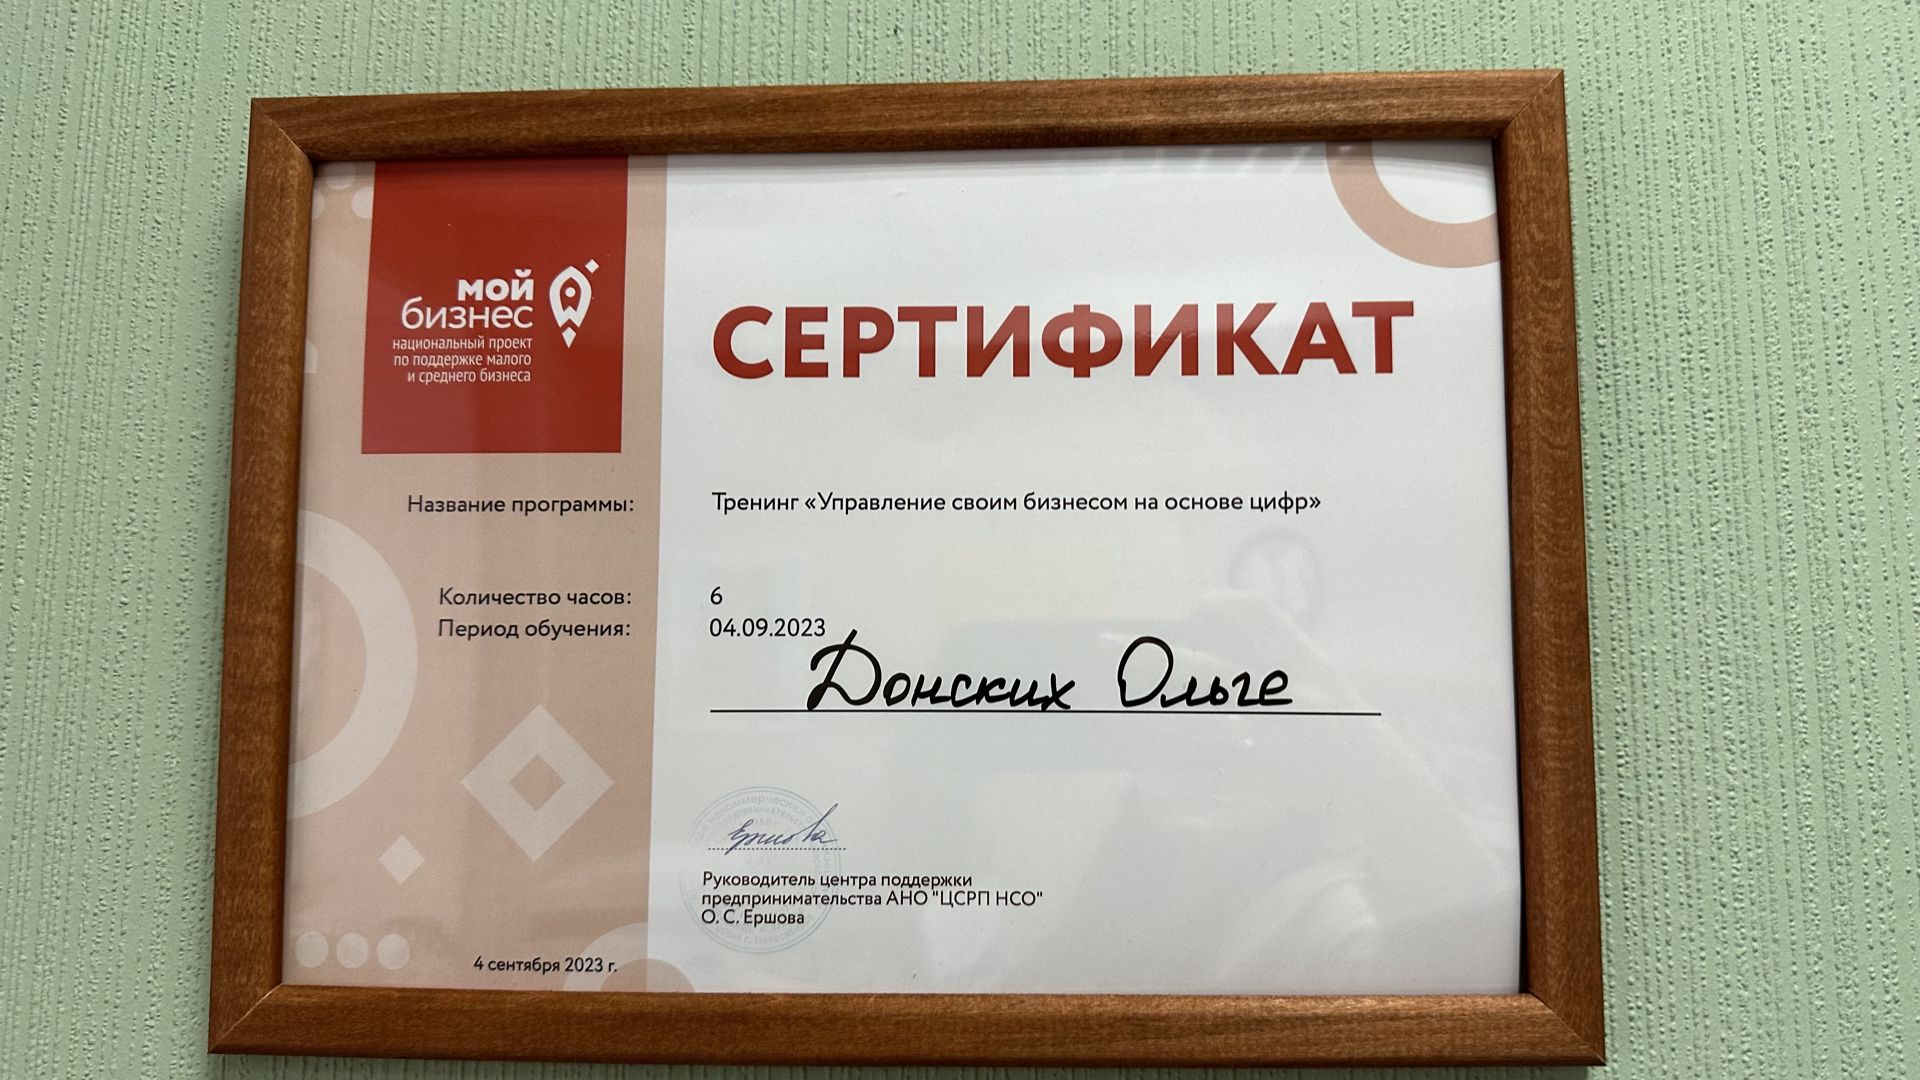 мой
бизнес
национальный проект
по поддержке малого
и среднего бизнеса
СЕРТИФИКАТ
Название программы: Тренинг «Управление своим бизнесом на основе цифр»
Количество часов: 6
Период обучения: 04.09.2023
Донских Ольге
Ершова
Руководитель центра поддержки
предпринимательства АНО "ЦСРП НСО"
О. С. Ершова
4 сентября 2023 г.